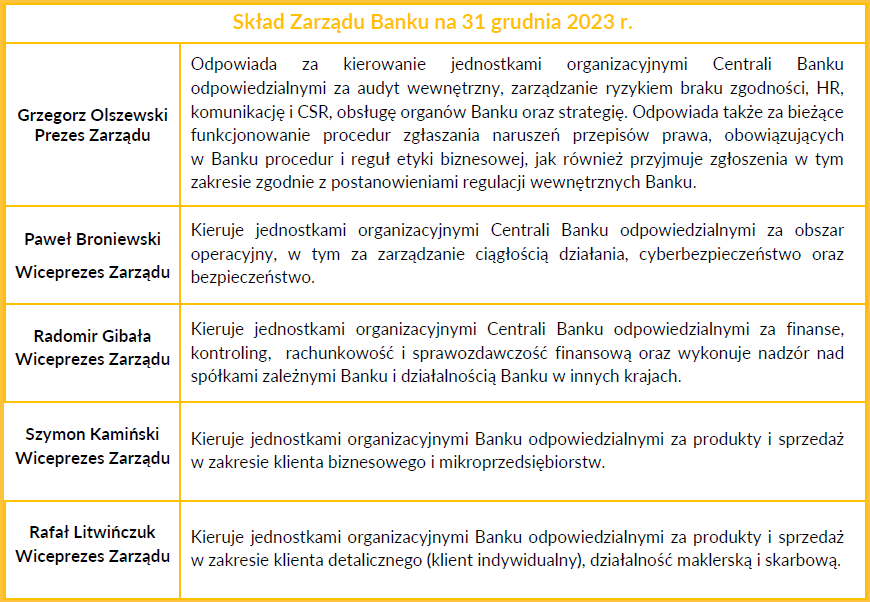 Skład Zarządu Banku na 31 grudnia 2023 r.
Grzegorz Olszewski
Prezes Zarządu
Odpowiada za kierowanie jednostkami organizacyjnymi Centrali Banku
odpowiedzialnymi za audyt wewnętrzny, zarządzanie ryzykiem braku zgodności, HR,
komunikację i CSR, obsługę organów Banku oraz strategię. Odpowiada także za bieżące
funkcjonowanie procedur zgłaszania naruszeń przepisów prawa, obowiązujących
w Banku procedur i reguł etyki biznesowej, jak również przyjmuje zgłoszenia w tym
zakresie zgodnie z postanowieniami regulacji wewnętrznych Banku.
Paweł Broniewski
Wiceprezes Zarządu
Kieruje jednostkami organizacyjnymi Centrali Banku odpowiedzialnymi za obszar
operacyjny, w tym za zarządzanie ciągłością działania, cyberbezpieczeństwo oraz
bezpieczeństwo.
Radomir Gibała
Wiceprezes Zarządu
Kieruje jednostkami organizacyjnymi Centrali Banku odpowiedzialnymi za finanse,
kontroling, rachunkowość i sprawozdawczość finansową oraz wykonuje nadzór nad
spółkami zależnymi Banku i działalnością Banku w innych krajach.
Szymon Kamiński
Wiceprezes Zarządu
Kieruje jednostkami organizacyjnymi Banku odpowiedzialnymi za produkty i sprzedaż
w zakresie klienta biznesowego i mikroprzedsiębiorstw.
Rafał Litwińczuk
Wiceprezes Zarządu
Kieruje jednostkami organizacyjnymi Banku odpowiedzialnymi za produkty i sprzedaż
w zakresie klienta detalicznego (klient indywidualny), działalność maklerską i skarbową.